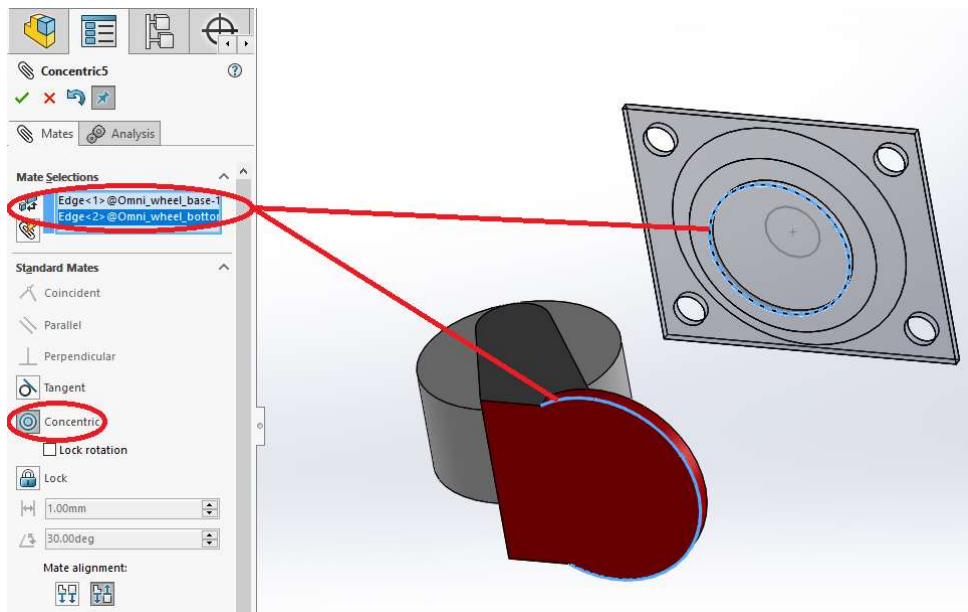 Concentric5
Mates Analysis
Mate Selections
Edge<1>@Omni_wheel_base-1
Edge<2>@Omni_wheel_bottor
Standard Mates
Coincident
Parallel
Perpendicular
Tangent
Concentric
Lock rotation
Lock
1.00mm
30.00deg
Mate alignment: